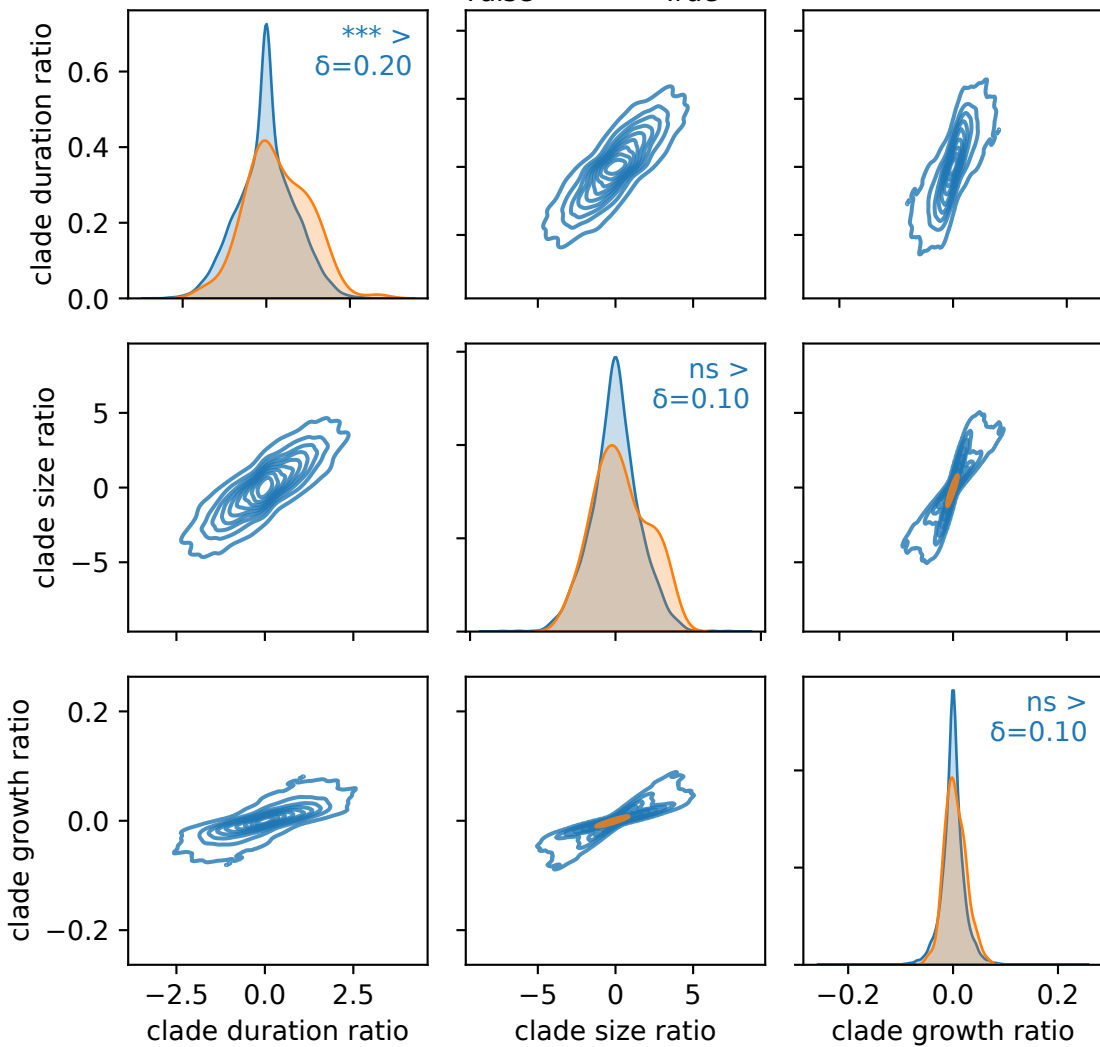 *** >
δ=0.20
clade duration ratio
0.6
0.4
0.2
0.0
ns >
δ=0.10
clade size ratio
5
0
−5
ns >
δ=0.10
clade growth ratio
0.2
0.0
−0.2
−2.5 0.0 2.5
−5 0 5
−0.2 0.0 0.2
clade duration ratio
clade size ratio
clade growth ratio